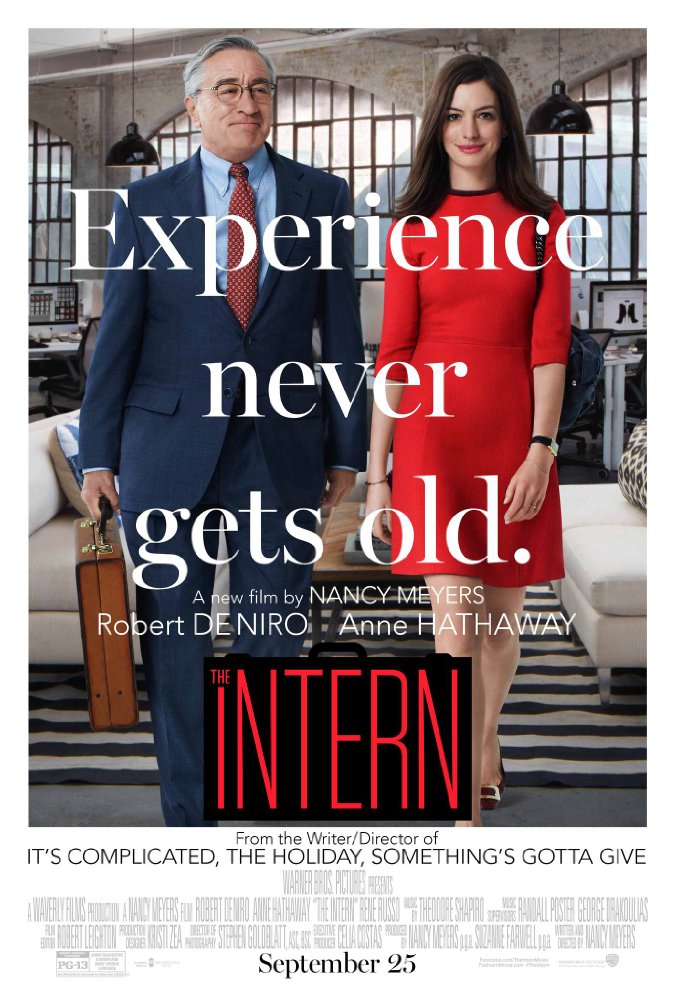 Experience
never
gets old.
A new film by NANCY MEYERS
Robert DE NIRO Anne HATHAWAY
THE INTERN
From the Writer/Director of
IT'S COMPLICATED, THE HOLIDAY, SOMETHING'S GOTTA GIVE
WARNER BROS. PICTURES PRESENTS
A WAVERLY FILMS PRODUCTION A NANCY MEYERS FILM ROBERT DE NIRO ANNE HATHAWAY "THE INTERN" RENE RUSSO MUSIC BY THEODORE SHAPIRO MUSIC SUPERVISORS RANDALL POSTER GEORGE DRAKOULIAS
FILM EDITOR ROBERT LEIGHTON PRODUCTION DESIGNER KRISTI ZEA DIRECTOR OF PHOTOGRAPHY STEPHEN GOLDBLATT, ASC, BSC EXECUTIVE PRODUCER CELIA COSTAS PRODUCED BY NANCY MEYERS p.g.a. SUZANNE FARWELL p.g.a. WRITTEN AND DIRECTED BY NANCY MEYERS
PG-13
September 25